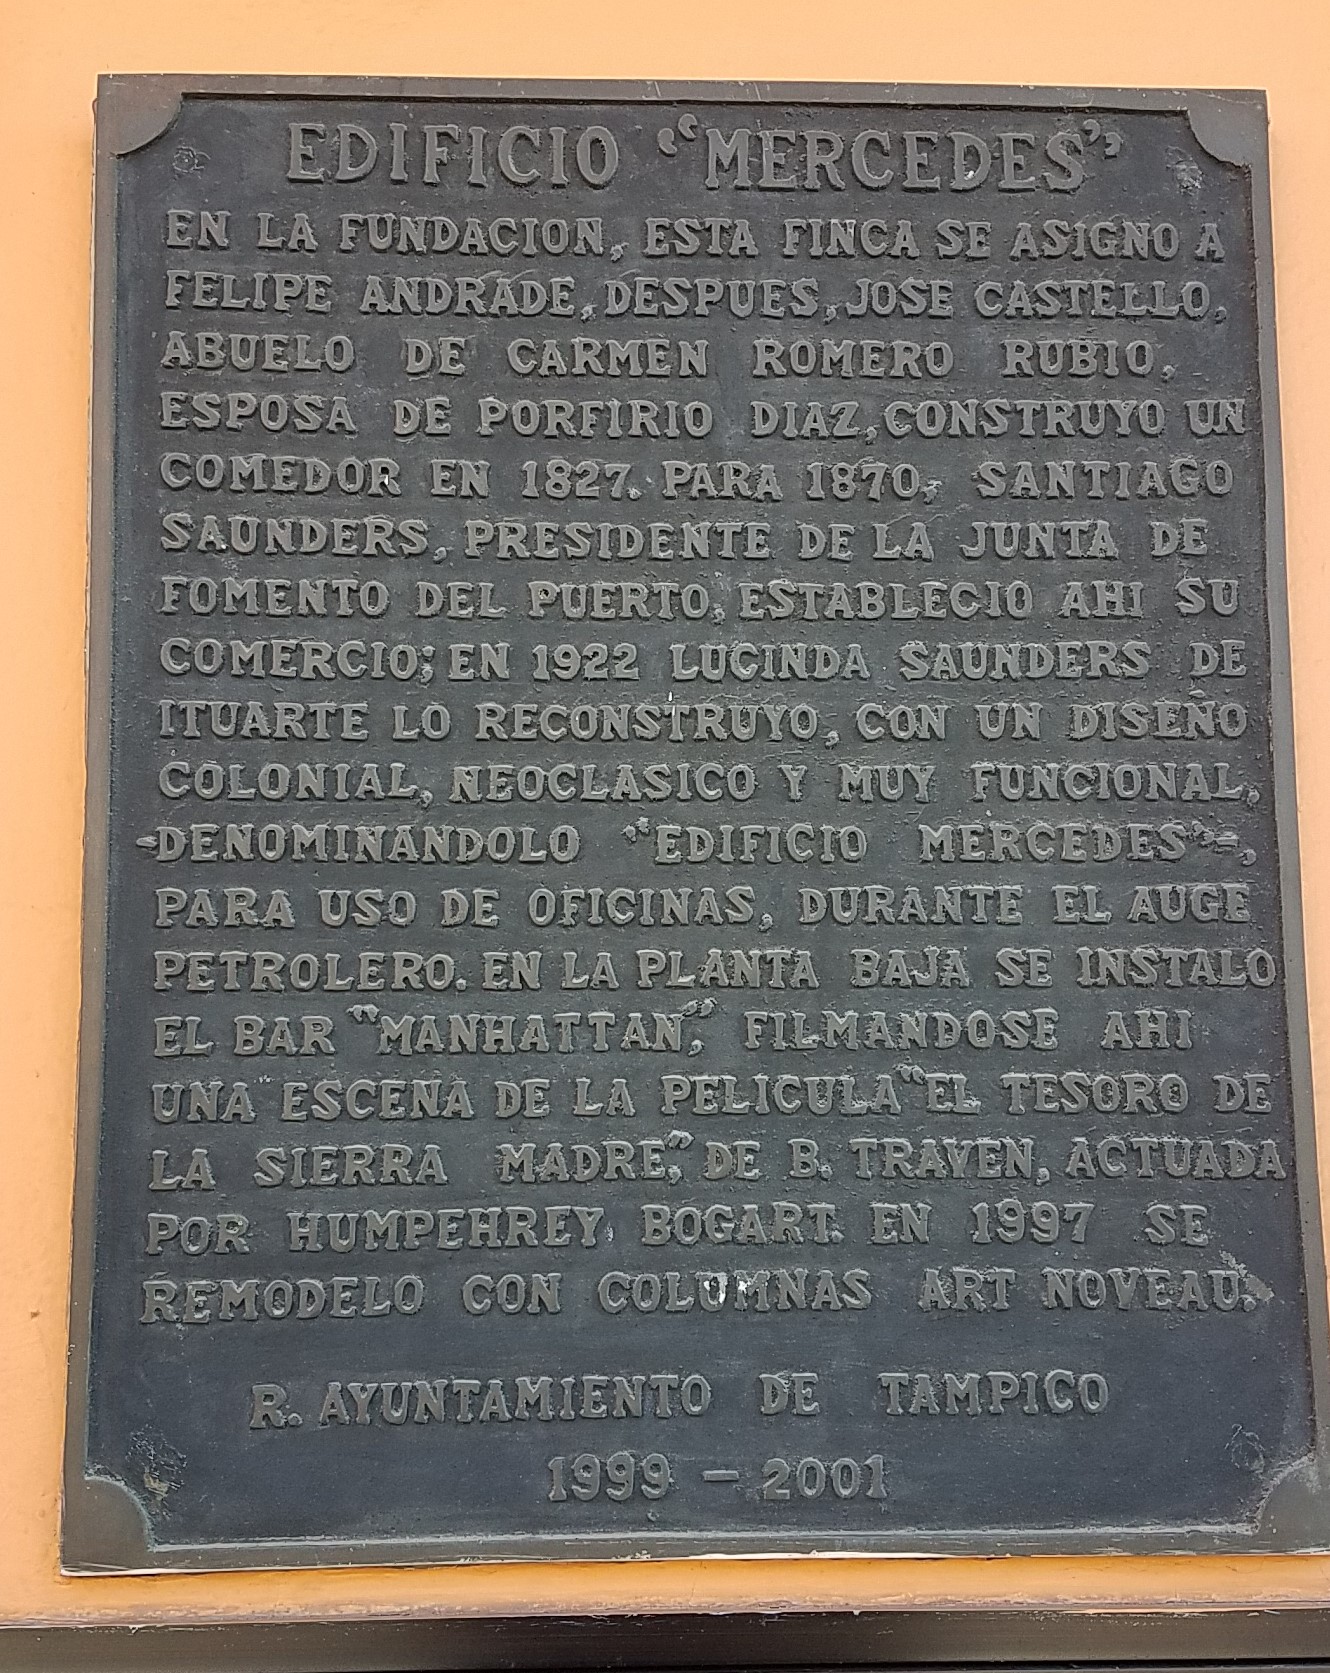 EDIFICIO “MERCEDES”
EN LA FUNDACION, ESTA FINCA SE ASIGNO A
FELIPE ANDRADE, DESPUES, JOSE CASTELLO,
ABUELO DE CARMEN ROMERO RUBIO,
ESPOSA DE PORFIRIO DIAZ, CONSTRUYO UN
COMEDOR EN 1827. PARA 1870, SANTIAGO
SAUNDERS, PRESIDENTE DE LA JUNTA DE
FOMENTO DEL PUERTO, ESTABLECIO AHI SU
COMERCIO; EN 1922 LUCINDA SAUNDERS DE
ITUARTE LO RECONSTRUYO, CON UN DISEÑO
COLONIAL, NEOCLASICO Y MUY FUNCIONAL,
DENOMINANDOLO “EDIFICIO MERCEDES”,
PARA USO DE OFICINAS, DURANTE EL AUGE
PETROLERO. EN LA PLANTA BAJA SE INSTALO
EL BAR “MANHATTAN,” FILMANDOSE AHI
UNA ESCENA DE LA PELICULA “EL TESORO DE
LA SIERRA MADRE,” DE B. TRAVEN, ACTUADA
POR HUMPEHREY BOGART. EN 1997 SE
REMODELO CON COLUMNAS ART NOVEAU.
R. AYUNTAMIENTO DE TAMPICO
1999 - 2001